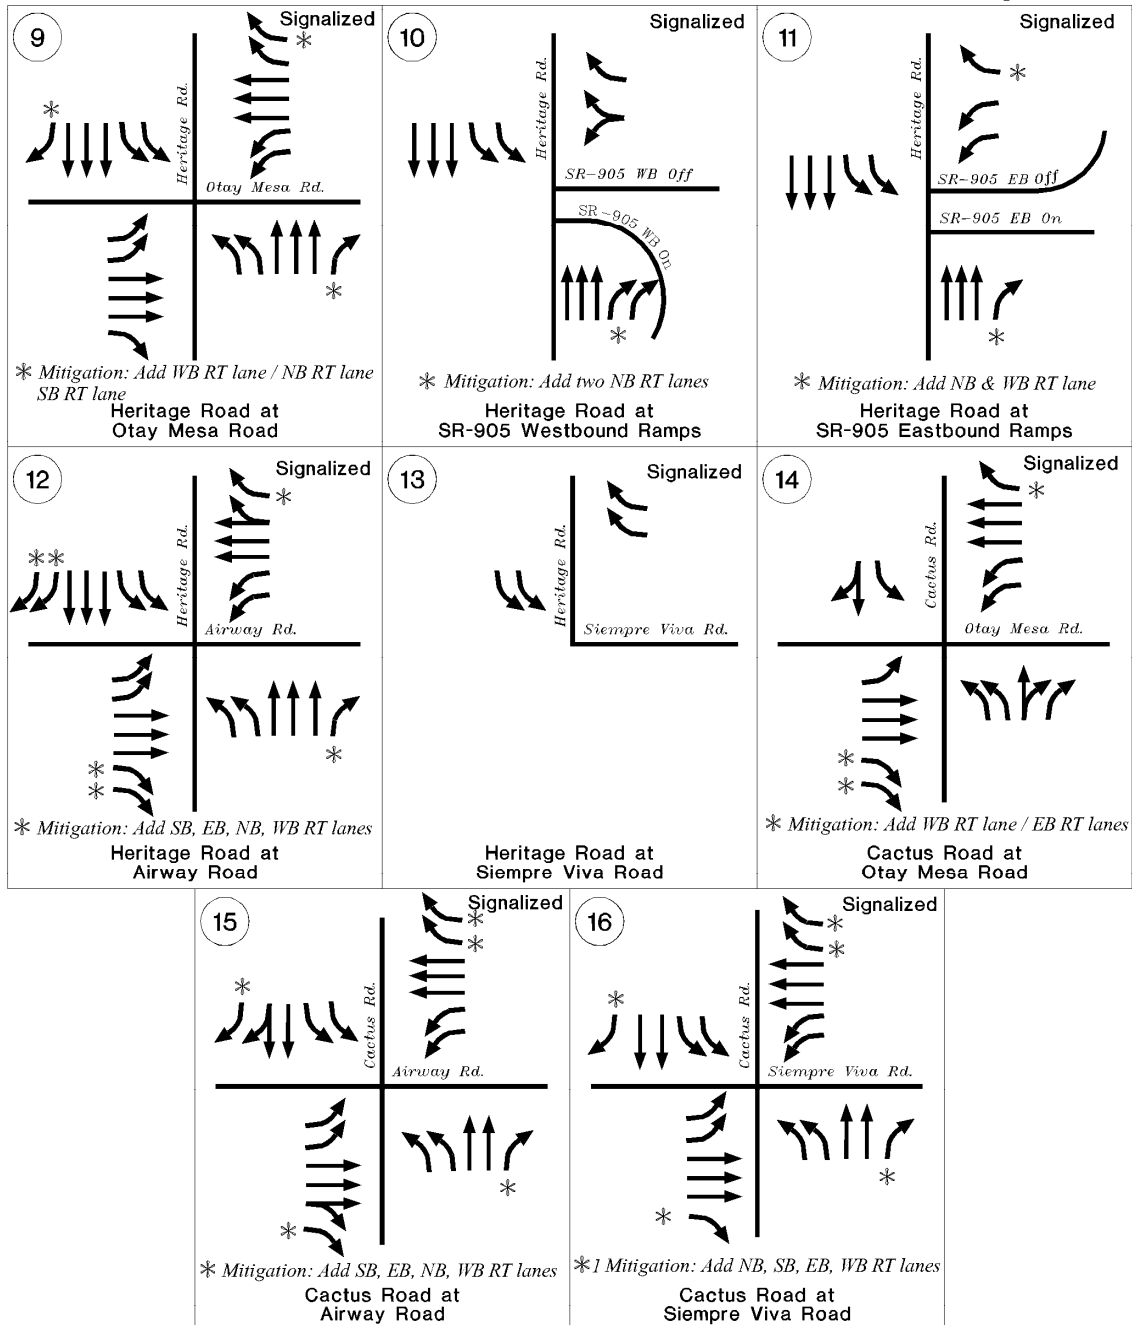 9
Signalized
*
*
Heritage Rd.
Otay Mesa Rd.
*
* Mitigation: Add WB RT lane / NB RT lane
SB RT lane
Heritage Road at
Otay Mesa Road
10
Signalized
Heritage Rd.
SR-905 WB Off
SR-905 WB On
*
* Mitigation: Add two NB RT lanes
Heritage Road at
SR-905 Westbound Ramps
11
Signalized
*
Heritage Rd.
SR-905 EB Off
SR-905 EB On
*
* Mitigation: Add NB & WB RT lane
Heritage Road at
SR-905 Eastbound Ramps
12
Signalized
*
**
Heritage Rd.
Airway Rd.
*
*
*
* Mitigation: Add SB, EB, NB, WB RT lanes
Heritage Road at
Airway Road
13
Signalized
Heritage Rd.
Siempre Viva Rd.
Heritage Road at
Siempre Viva Road
14
Signalized
*
Cactus Rd.
Otay Mesa Rd.
*
*
* Mitigation: Add WB RT lane / EB RT lanes
Cactus Road at
Otay Mesa Road
15
Signalized
*
*
*
Cactus Rd.
Airway Rd.
*
*
* Mitigation: Add SB, EB, NB, WB RT lanes
Cactus Road at
Airway Road
16
Signalized
*
*
*
Cactus Rd.
Siempre Viva Rd.
*
*
*1 Mitigation: Add NB, SB, EB, WB RT lanes
Cactus Road at
Siempre Viva Road